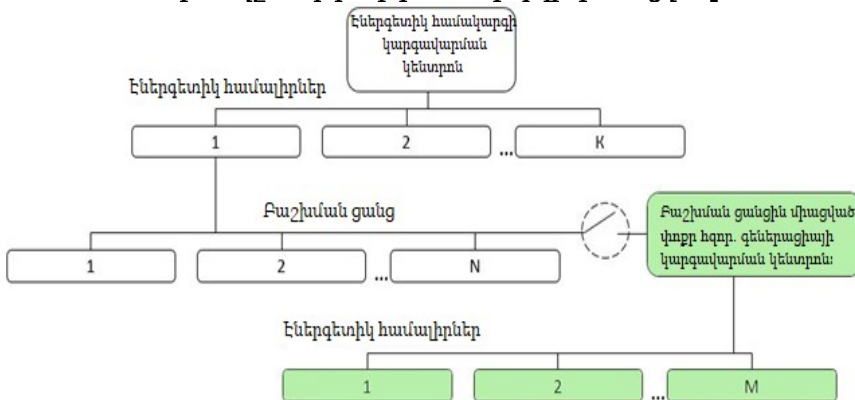 Էներգետիկ համակարգի
կարգավարման
կենտրոն
Էներգետիկ համալիրներ
1 2 ... K
Բաշխման ցանց
Բաշխման ցանցին միացված
փոքր հզոր. գեներացիայի
կարգավարման կենտրոն:
1 2 ... N
Էներգետիկ համալիրներ
1 2 ... M